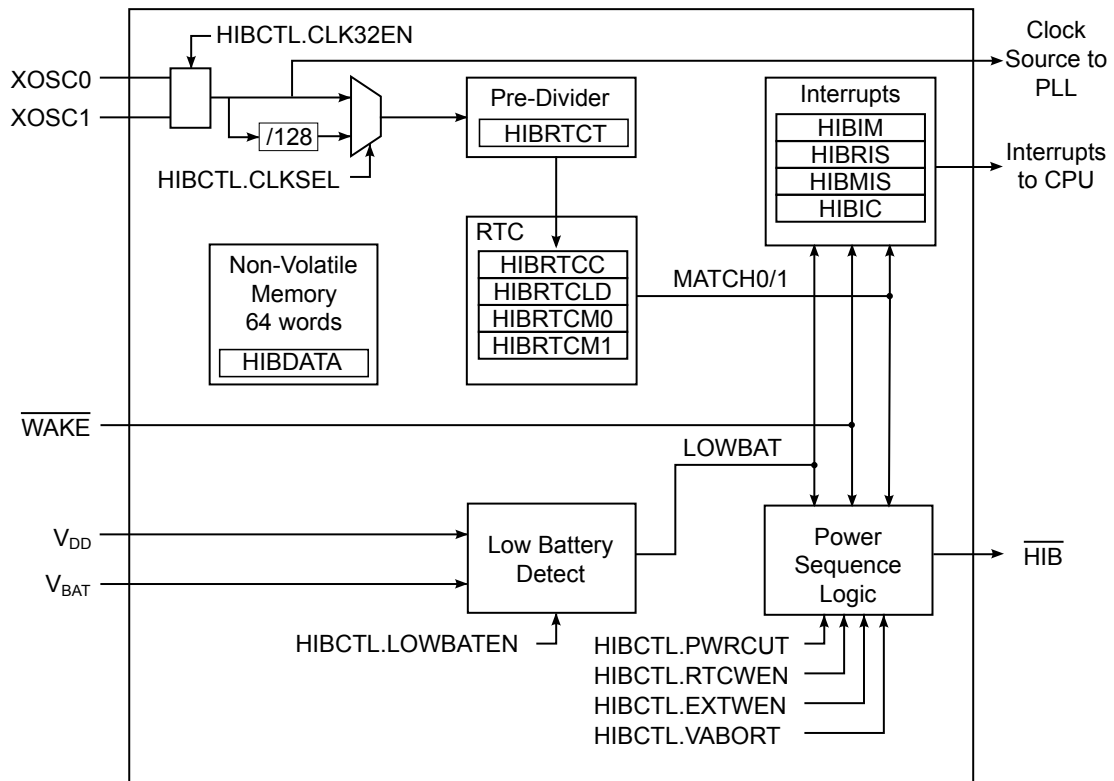 HIBCTL.CLK32EN
Clock
Source to
PLL
XOSC0
XOSC1
/128
HIBCTL.CLKSEL
Pre-Divider
HIBRTCT
Interrupts
HIBIM
HIBRIS
HIBMIS
HIBIC
Interrupts
to CPU
RTC
HIBRTCC
HIBRTCLD
HIBRTCM0
HIBRTCM1
MATCH0/1
Non-Volatile
Memory
64 words
HIBDATA
WAKE
LOWBAT
VDD
VBAT
Low Battery
Detect
HIBCTL.LOWBATEN
Power
Sequence
Logic
HIB
HIBCTL.PWRCUT
HIBCTL.RTCWEN
HIBCTL.EXTWEN
HIBCTL.VABORT